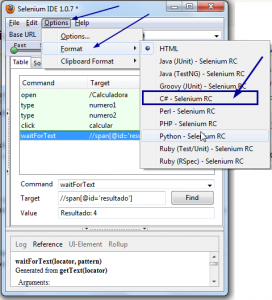 Selenium IDE 1.0.7 *
File Edit Options Help
Base URL
Options...
Format
Clipboard Format
HTML
Java (JUnit) - Selenium RC
Java (TestNG) - Selenium RC
Groovy (JUnit) - Selenium RC
C# - Selenium RC
Perl - Selenium RC
PHP - Selenium RC
Python - Selenium RC
Ruby (Test/Unit) - Selenium RC
Ruby (RSpec) - Selenium RC
Fast
Table
Command Target
open /Calculadora
type numero1
type numero2
click calcular
waitForText //span[@id='resultado']
Command waitForText
Target //span[@id='resultado'] Find
Value Resultado: 4
Log Reference UI-Element Rollup
waitForText(locator, pattern)
Generated from getText(locator)
Arguments: